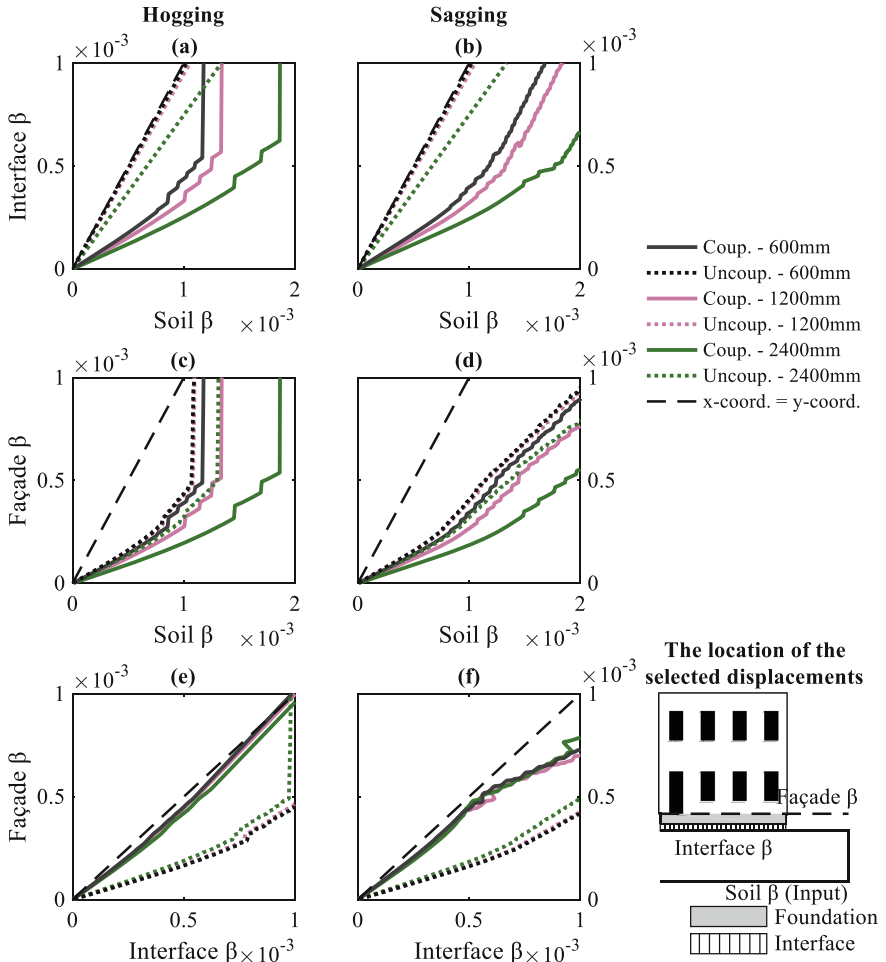 Hogging
Sagging
(a)
(b)
×10⁻³
×10⁻³
1
0.5
0
Interface β
1
0.5
0
0
1
2
0
1
2
Soil β ×10⁻³
Soil β ×10⁻³
Coup. - 600mm
Uncoup. - 600mm
Coup. - 1200mm
Uncoup. - 1200mm
Coup. - 2400mm
Uncoup. - 2400mm
x-coord. = y-coord.
(c)
(d)
×10⁻³
×10⁻³
1
0.5
0
Façade β
1
0.5
0
0
1
2
0
1
2
Soil β ×10⁻³
Soil β ×10⁻³
(e)
(f)
×10⁻³
×10⁻³
1
0.5
0
Façade β
1
0.5
0
0
0.5
1
0
0.5
1
Interface β ×10⁻³
Interface β ×10⁻³
The location of the
selected displacements
Façade β
Interface β
Soil β (Input)
Foundation
Interface